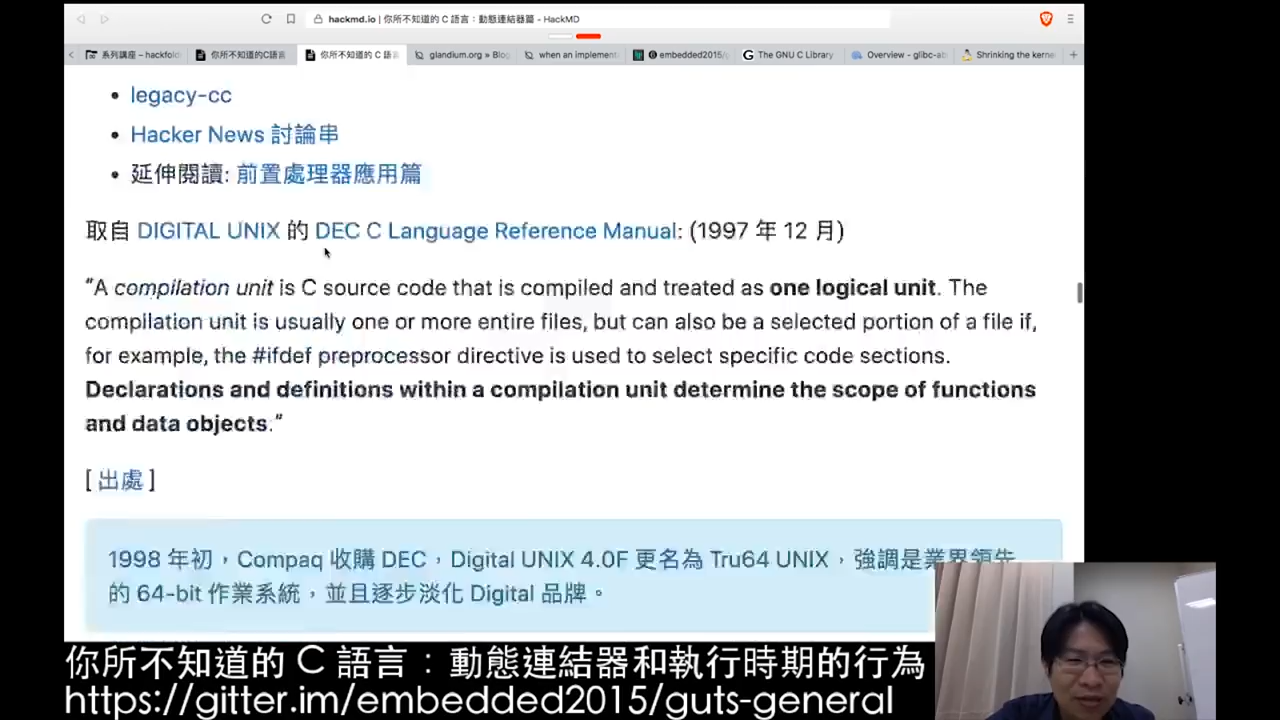 hackmd.io | 你所不知道的 C 語言：動態連結器篇 - HackMD
系列講座 – hackfold
你所不知道的C語言
你所不知道的 C 語言
glandium.org » Blog
when an implement
embedded2015/g
The GNU C Library
Overview - glibc-ab
Shrinking the kerne
• legacy-cc
• Hacker News 討論串
• 延伸閱讀: 前置處理器應用篇
取自 DIGITAL UNIX 的 DEC C Language Reference Manual: (1997 年 12 月)
“A compilation unit is C source code that is compiled and treated as one logical unit. The
compilation unit is usually one or more entire files, but can also be a selected portion of a file if,
for example, the #ifdef preprocessor directive is used to select specific code sections.
Declarations and definitions within a compilation unit determine the scope of functions
and data objects.”
[ 出處 ]
1998 年初，Compaq 收購 DEC，Digital UNIX 4.0F 更名為 Tru64 UNIX，強調是業界領先
的 64-bit 作業系統，並且逐步淡化 Digital 品牌。
你所不知道的 C 語言：動態連結器和執行時期的行為
https://gitter.im/embedded2015/guts-general